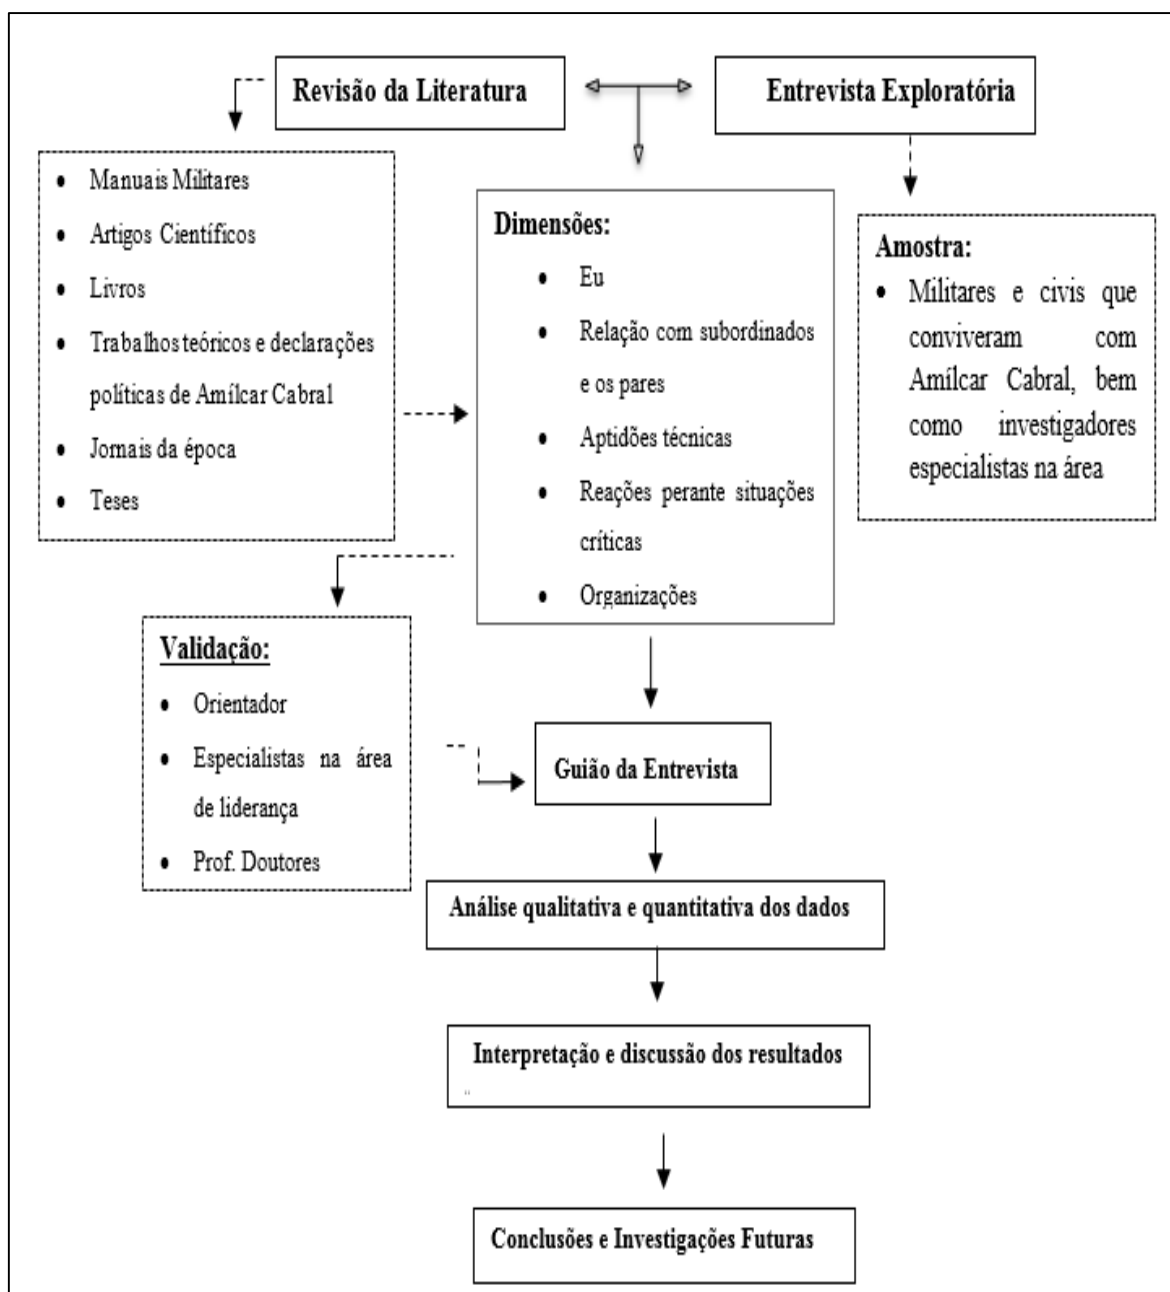 Revisão da Literatura
Entrevista Exploratória
• Manuais Militares
• Artigos Científicos
• Livros
• Trabalhos teóricos e declarações
políticas de Amílcar Cabral
• Jornais da época
• Teses
Dimensões:
• Eu
• Relação com subordinados
e os pares
• Aptidões técnicas
• Reações perante situações
críticas
• Organizações
Amostra:
• Militares e civis que
conviveram com
Amílcar Cabral, bem
como investigadores
especialistas na área
Validação:
• Orientador
• Especialistas na área
de liderança
• Prof. Doutores
Guião da Entrevista
Análise qualitativa e quantitativa dos dados
Interpretação e discussão dos resultados
..
Conclusões e Investigações Futuras